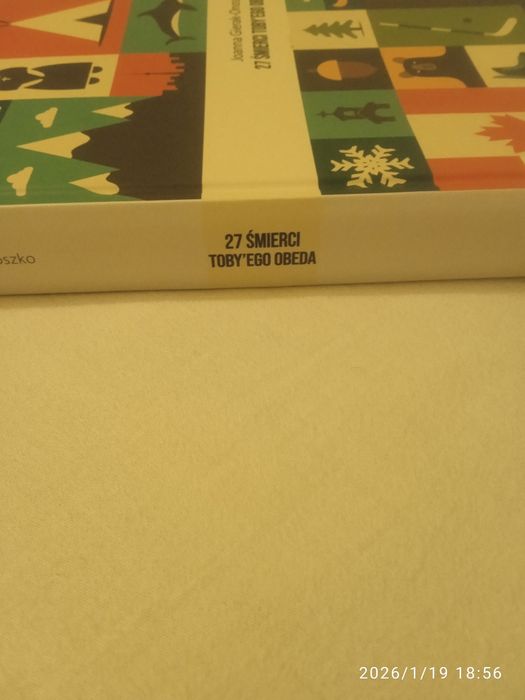 Joanna Gierak-Onoszko
27 ŚMIERCI TOBY'EGO OBEDA
27 ŚMIERCI
TOBY'EGO OBEDA
oszko
2026/1/19 18:56